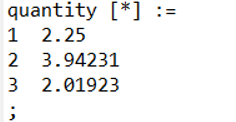 quantity [*] :=
1  2.25
2  3.94231
3  2.01923
;